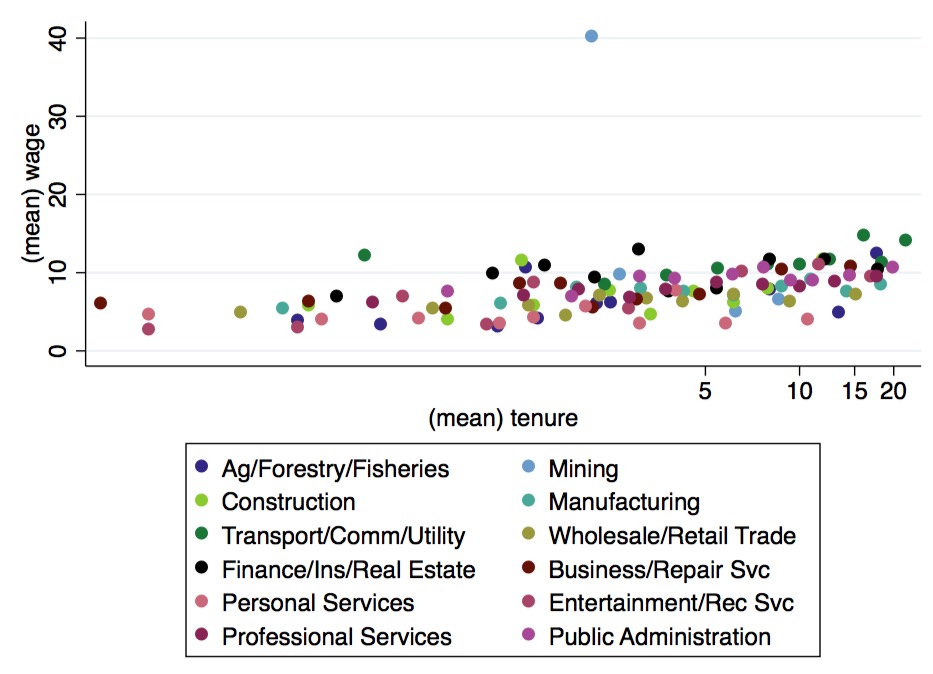 40
30
20
10
0
(mean) wage
5 10 15 20
(mean) tenure
Ag/Forestry/Fisheries Mining
Construction Manufacturing
Transport/Comm/Utility Wholesale/Retail Trade
Finance/Ins/Real Estate Business/Repair Svc
Personal Services Entertainment/Rec Svc
Professional Services Public Administration